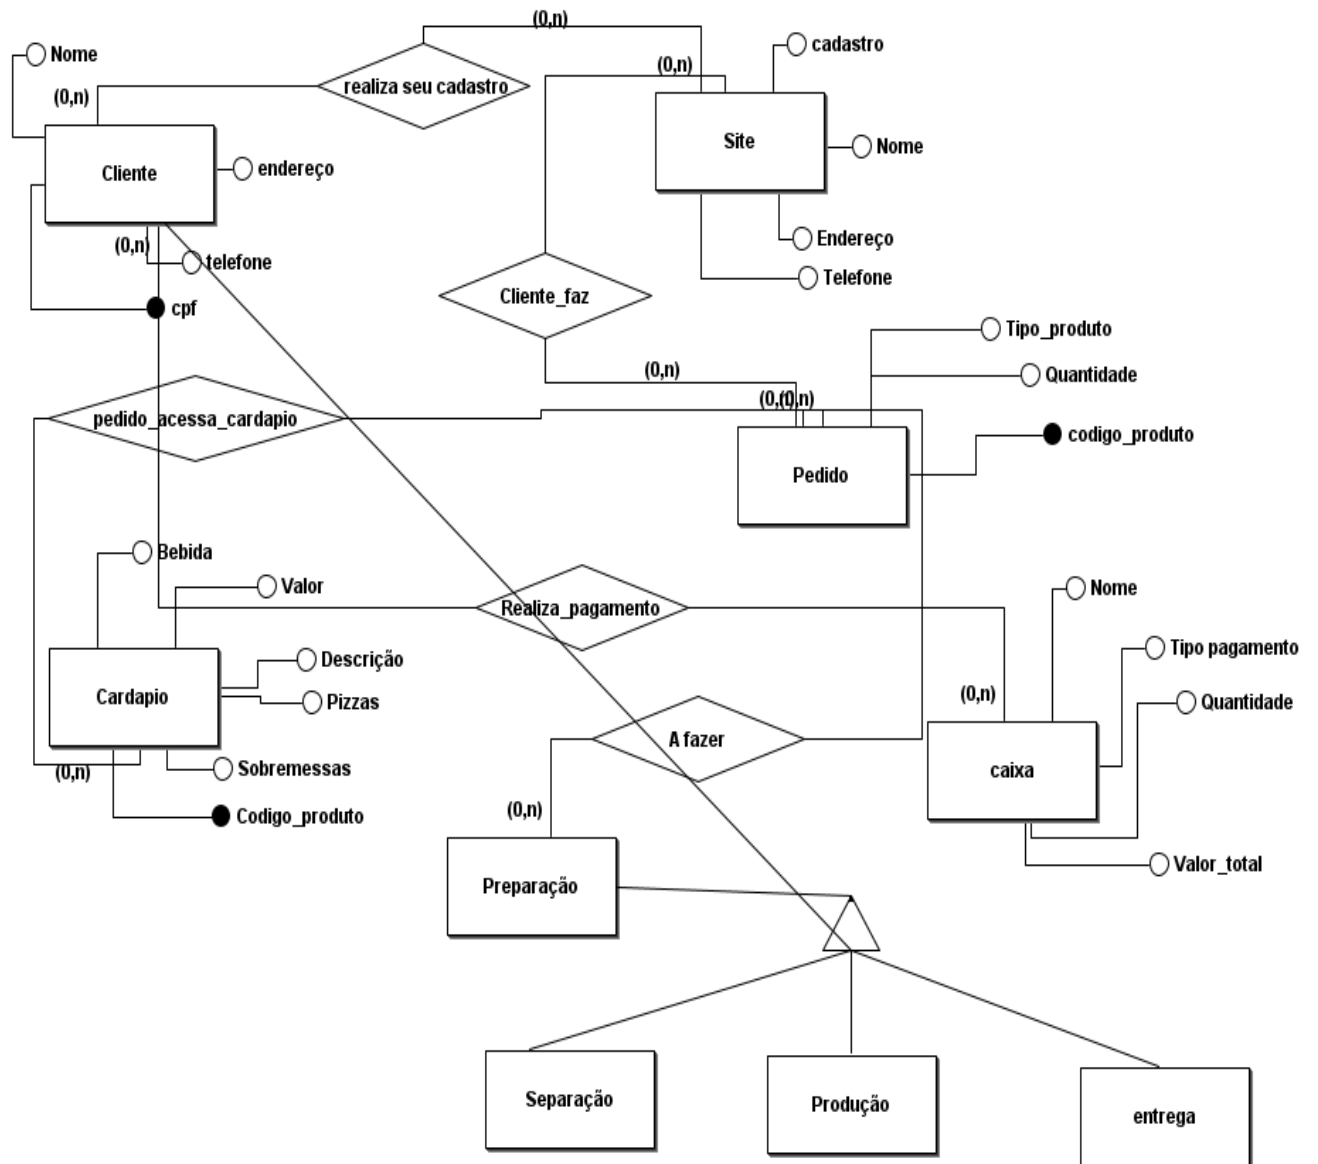 (0,n)
cadastro
Nome
(0,n)
realiza seu cadastro
(0,n)
Site
Nome
Cliente
endereço
(0,n)
telefone
Endereço
Telefone
cpf
Cliente_faz
Tipo_produto
(0,n)
Quantidade
(0,n)
pedido_acessa_cardapio
codigo_produto
Pedido
Bebida
Valor
Nome
Realiza_pagamento
Descrição
Tipo pagamento
Cardapio
Pizzas
(0,n)
Quantidade
A fazer
caixa
(0,n)
Sobremessas
(0,n)
Codigo_produto
Valor_total
Preparação
Separação
Produção
entrega